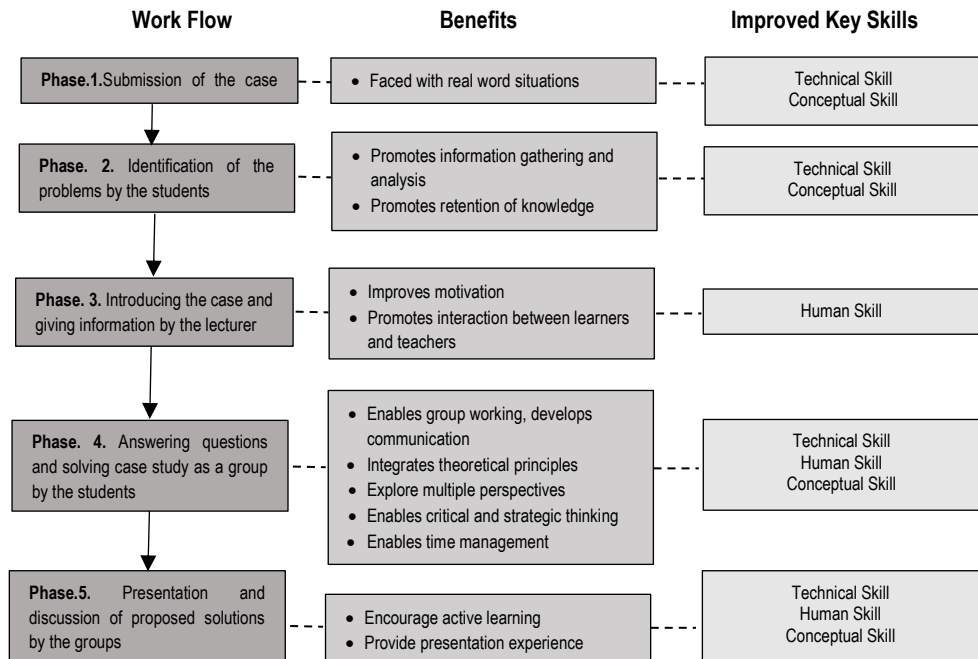 Work Flow
Benefits
Improved Key Skills
Phase.1.Submission of the case
• Faced with real word situations
Technical Skill
Conceptual Skill
Phase. 2. Identification of the
problems by the students
• Promotes information gathering and
analysis
• Promotes retention of knowledge
Technical Skill
Conceptual Skill
Phase. 3. Introducing the case and
giving information by the lecturer
• Improves motivation
• Promotes interaction between learners
and teachers
Human Skill
Phase. 4. Answering questions
and solving case study as a group
by the students
• Enables group working, develops
communication
• Integrates theoretical principles
• Explore multiple perspectives
• Enables critical and strategic thinking
• Enables time management
Technical Skill
Human Skill
Conceptual Skill
Phase.5. Presentation and
discussion of proposed solutions
by the groups
• Encourage active learning
• Provide presentation experience
Technical Skill
Human Skill
Conceptual Skill